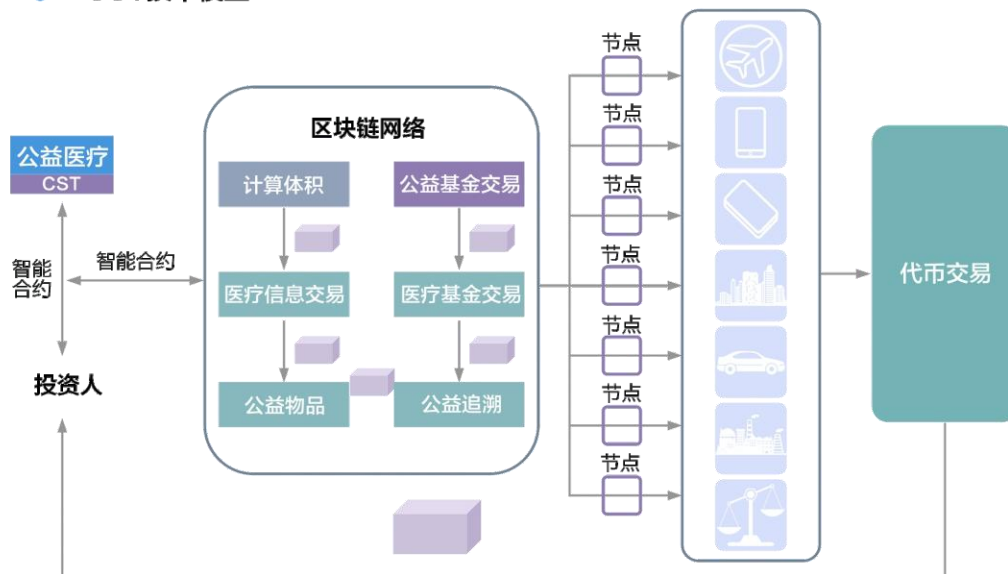 节点
区块链网络
节点
公益医疗
CST
计算体积
公益基金交易
节点
智能
合约
智能合约
节点
医疗信息交易
医疗基金交易
代币交易
节点
投资人
公益物品
公益追溯
节点
节点